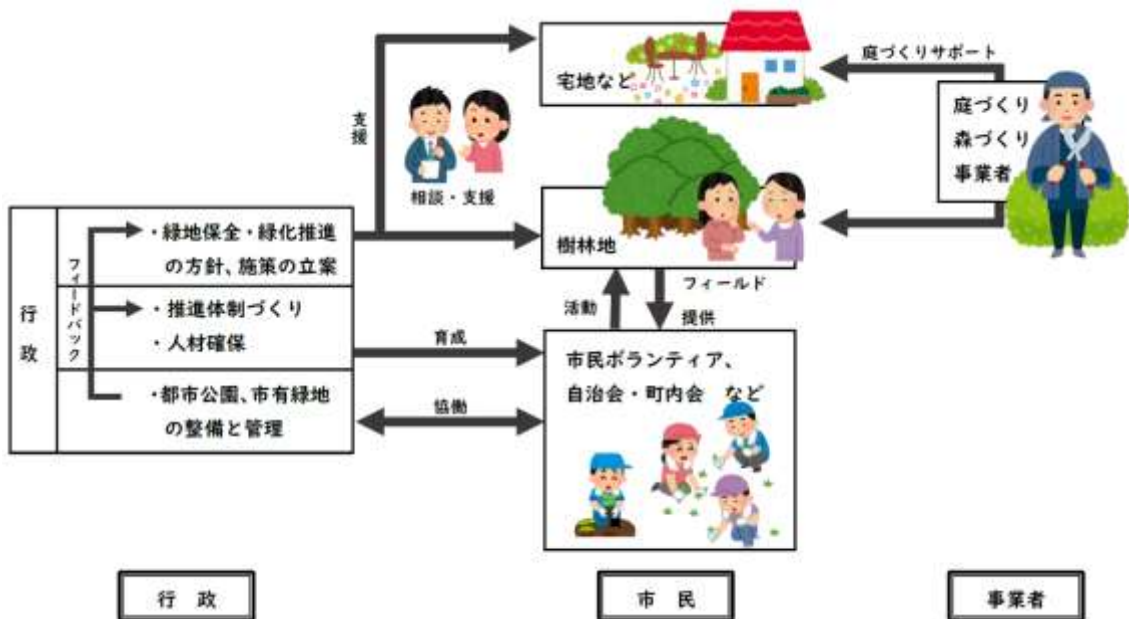 宅地など
庭づくりサポート
庭づくり
森づくり
事業者
支援
相談・支援
樹林地
行政
フィードバック
・緑地保全・緑化推進
の方針、施策の立案
・推進体制づくり
・人材確保
・都市公園、市有緑地
の整備と管理
活動
フィールド
提供
育成
協働
市民ボランティア、
自治会・町内会　など
行　政
市　民
事業者